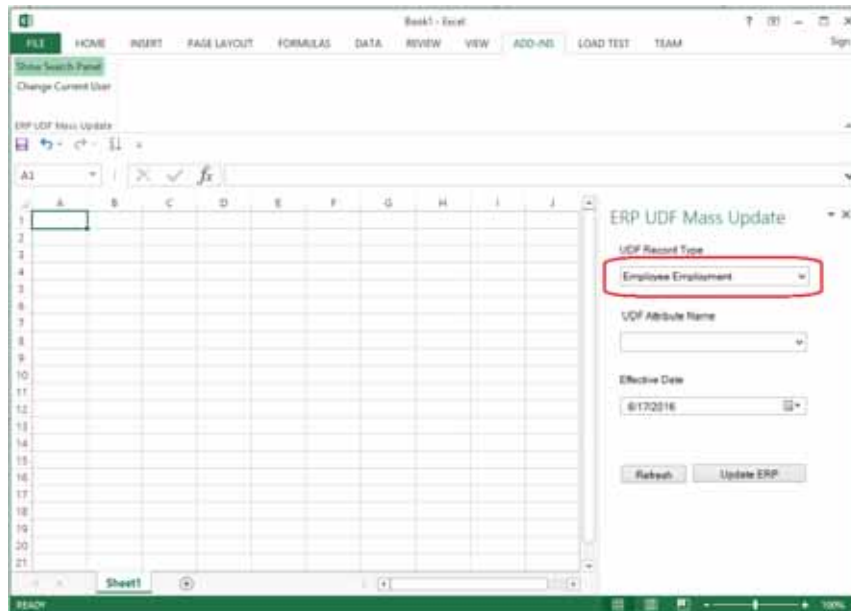 Book1 - Excel
FILE HOME INSERT PAGE LAYOUT FORMULAS DATA REVIEW VIEW ADD-INS LOAD TEST TEAM Sign
Show Search Panel
Change Current User
ERP UDF Mass Update
A1 fx
A B C D E F G H I J
ERP UDF Mass Update
UDF Record Type
Employee Employment
UDF Attribute Name
Effective Date
6/17/2016
Refresh Update ERP
1
2
3
4
5
6
7
8
9
10
11
12
13
14
15
16
17
18
19
20
21
Sheet1
READY 100%